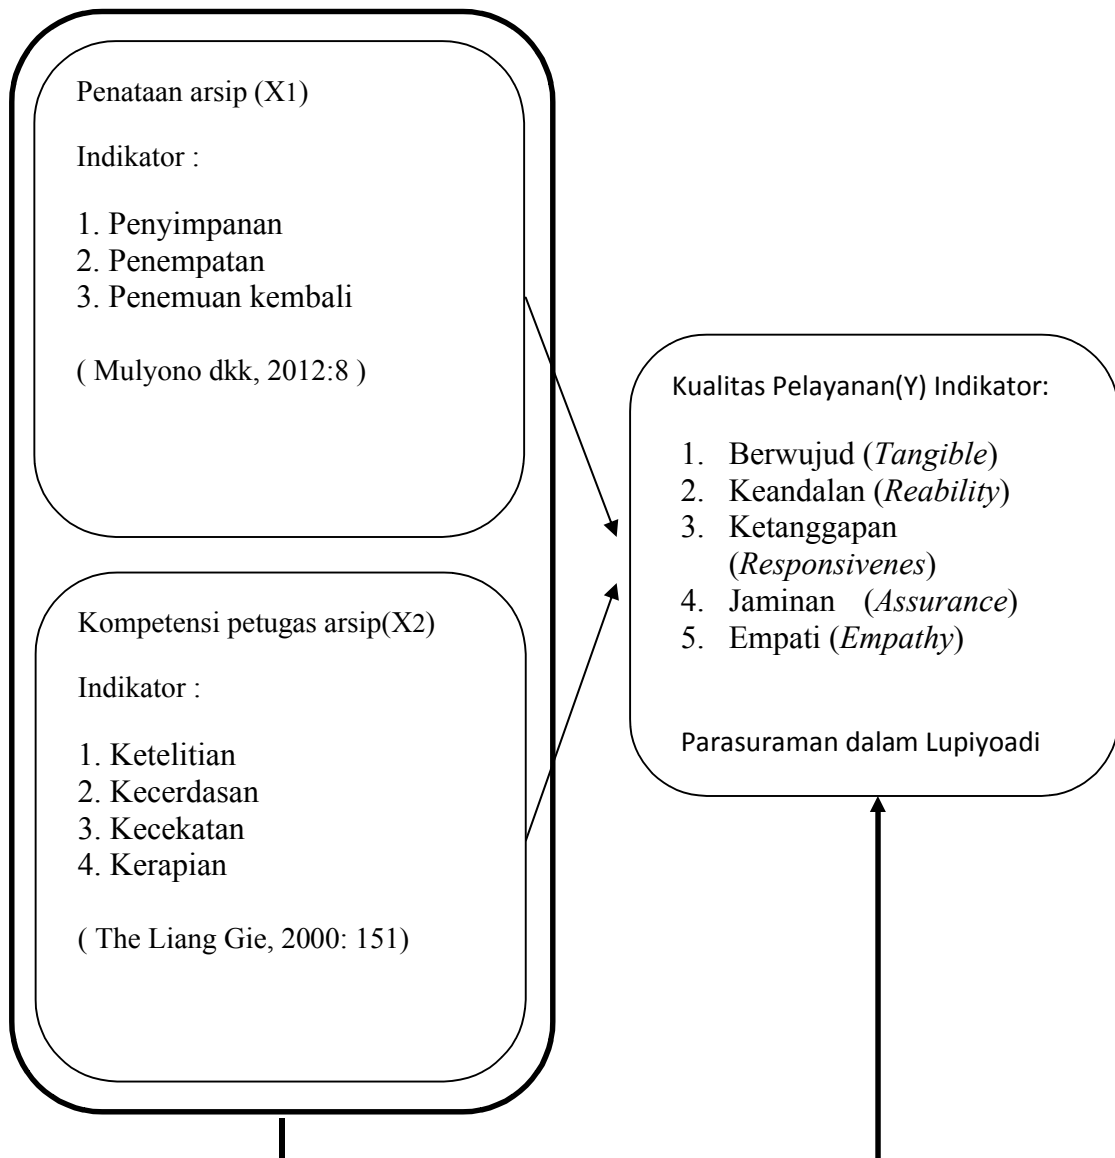 Penataan arsip (X1)
Indikator :
1. Penyimpanan
2. Penempatan
3. Penemuan kembali
( Mulyono dkk, 2012:8 )
Kompetensi petugas arsip(X2)
Indikator :
1. Ketelitian
2. Kecerdasan
3. Kecekatan
4. Kerapian
( The Liang Gie, 2000: 151)
Kualitas Pelayanan(Y) Indikator:
1. Berwujud (Tangible)
2. Keandalan (Reability)
3. Ketanggapan
(Responsivenes)
4. Jaminan (Assurance)
5. Empati (Empathy)
Parasuraman dalam Lupiyoadi